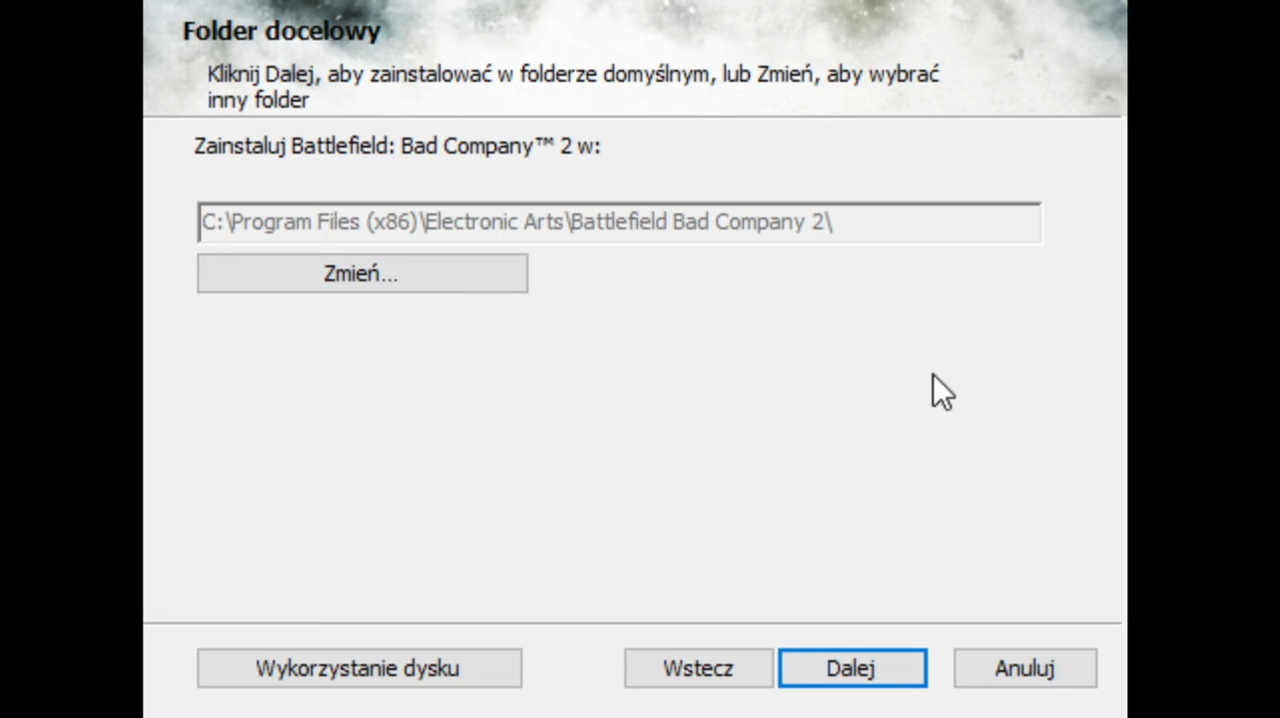 Folder docelowy
Kliknij Dalej, aby zainstalować w folderze domyślnym, lub Zmień, aby wybrać
inny folder
Zainstaluj Battlefield: Bad Company™ 2 w:
C:\Program Files (x86)\Electronic Arts\Battlefield Bad Company 2\
Zmień...
Wykorzystanie dysku Wstecz Dalej Anuluj